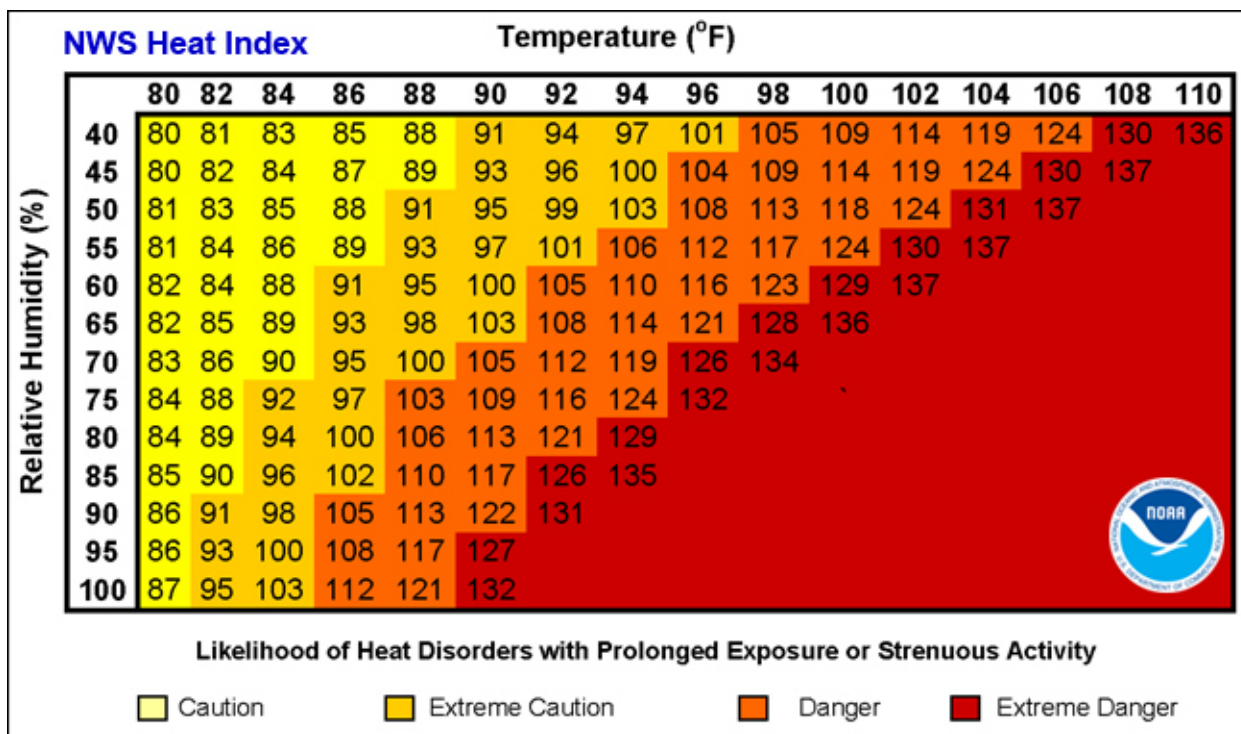 NWS Heat Index Temperature (°F)
80 82 84 86 88 90 92 94 96 98 100 102 104 106 108 110
Relative Humidity (%)
40 80 81 83 85 88 91 94 97 101 105 109 114 119 124 130 136
45 80 82 84 87 89 93 96 100 104 109 114 119 124 130 137
50 81 83 85 88 91 95 99 103 108 113 118 124 131 137
55 81 84 86 89 93 97 101 106 112 117 124 130 137
60 82 84 88 91 95 100 105 110 116 123 129 137
65 82 85 89 93 98 103 108 114 121 128 136
70 83 86 90 95 100 105 112 119 126 134
75 84 88 92 97 103 109 116 124 132
80 84 89 94 100 106 113 121 129
85 85 90 96 102 110 117 126 135
90 86 91 98 105 113 122 131
95 86 93 100 108 117 127
100 87 95 103 112 121 132
NATIONAL OCEANIC AND ATMOSPHERIC ADMINISTRATION
NOAA
U.S. DEPARTMENT OF COMMERCE
Likelihood of Heat Disorders with Prolonged Exposure or Strenuous Activity
Caution Extreme Caution Danger Extreme Danger